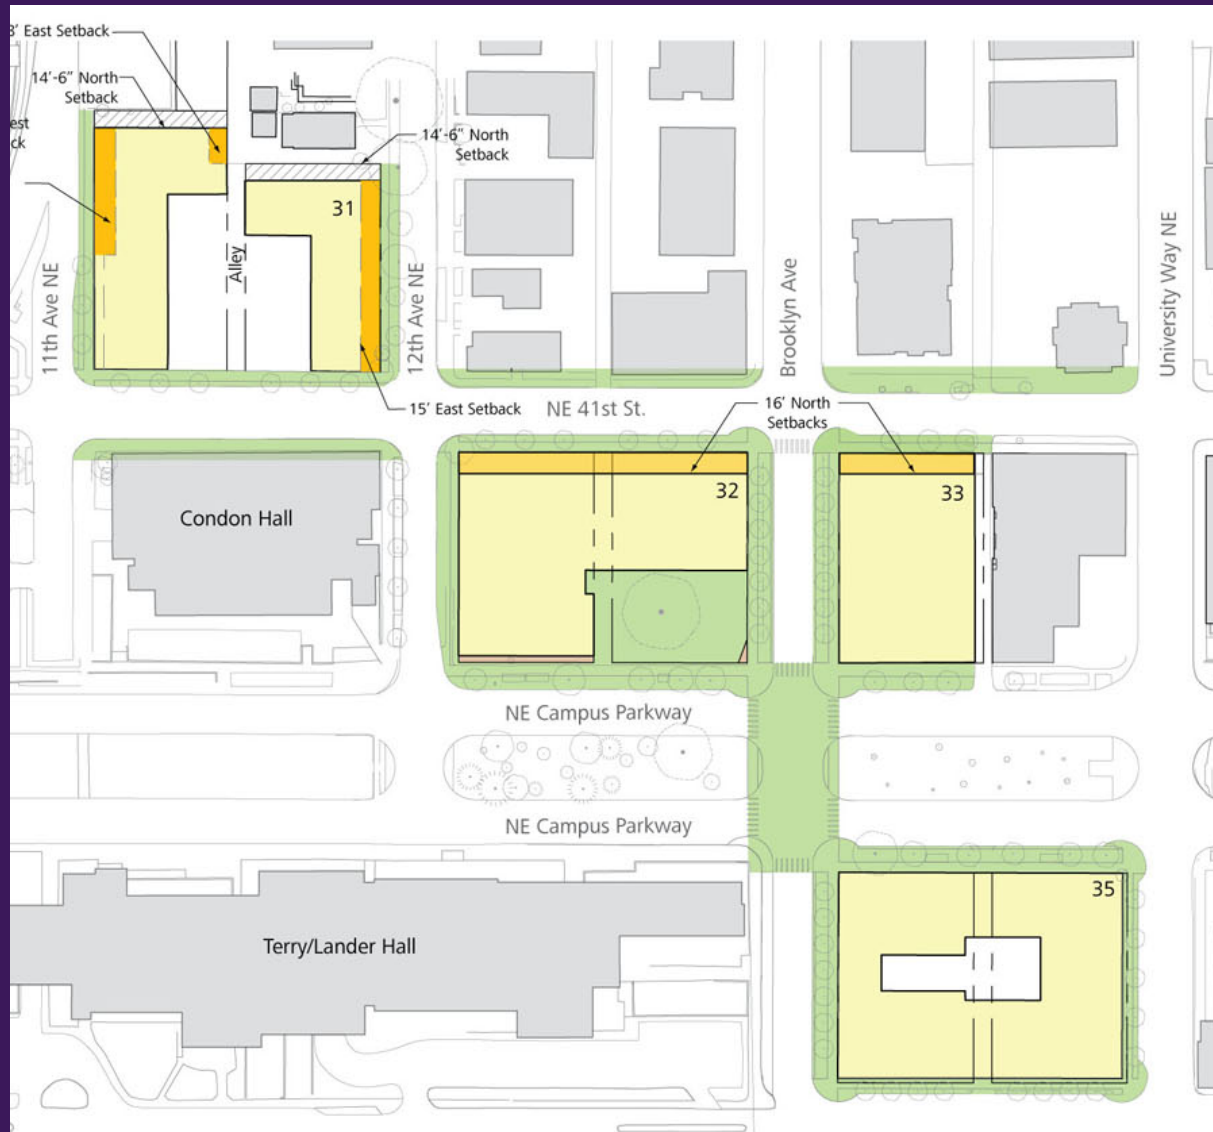 East Setback
14'-6" North
Setback
14'-6" North
Setback
31
Alley
11th Ave NE
12th Ave NE
Brooklyn Ave
University Way NE
15' East Setback
NE 41st St.
16' North
Setbacks
32
33
Condon Hall
NE Campus Parkway
NE Campus Parkway
35
Terry/Lander Hall